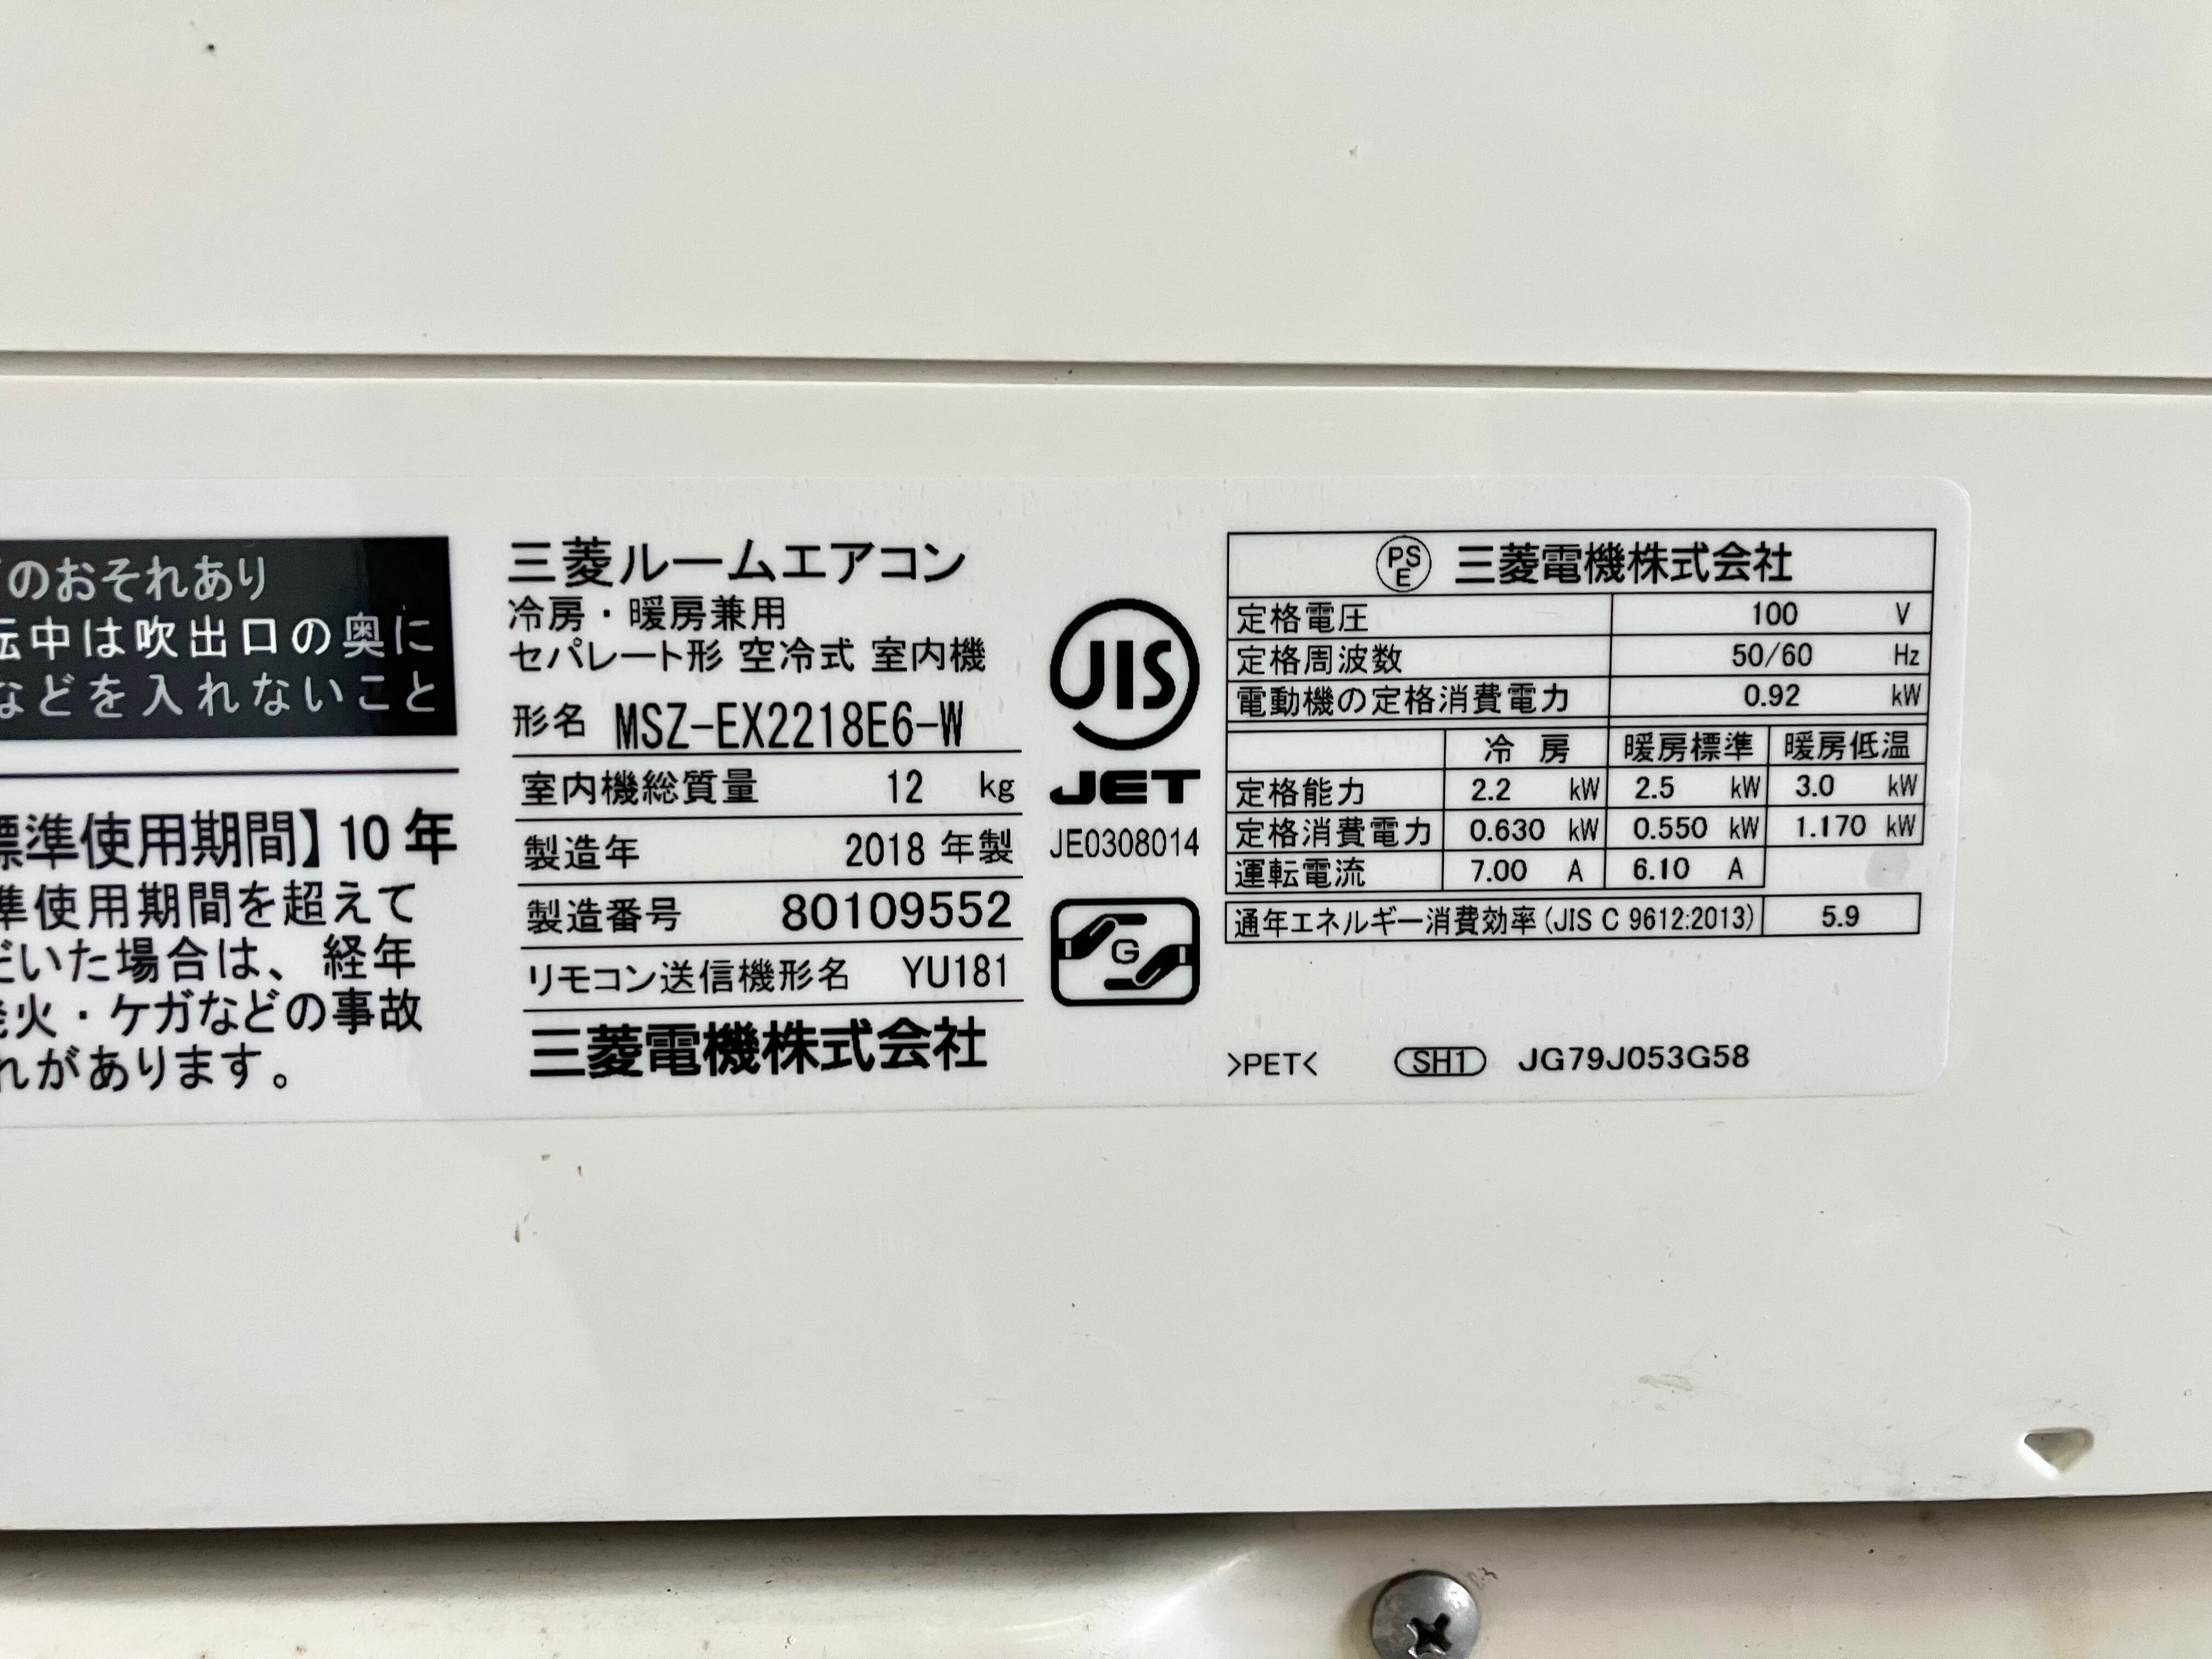 のおそれあり
転中は吹出口の奥に
などを入れないこと
標準使用期間】10年
準使用期間を超えて
だいた場合は、経年
発火・ケガなどの事故
れがあります。
三菱ルームエアコン
冷房・暖房兼用
セパレート形 空冷式 室内機
形名 MSZ-EX2218E6-W
室内機総質量 12 kg
製造年 2018 年製
製造番号 80109552
リモコン送信機形名 YU181
三菱電機株式会社
JIS
JET
JE0308014
G
PSE 三菱電機株式会社
定格電圧 100 V
定格周波数 50/60 Hz
電動機の定格消費電力 0.92 kW
冷 房 暖房標準 暖房低温
定格能力 2.2 kW 2.5 kW 3.0 kW
定格消費電力 0.630 kW 0.550 kW 1.170 kW
運転電流 7.00 A 6.10 A
通年エネルギー消費効率(JIS C 9612:2013) 5.9
>PET< SH1 JG79J053G58